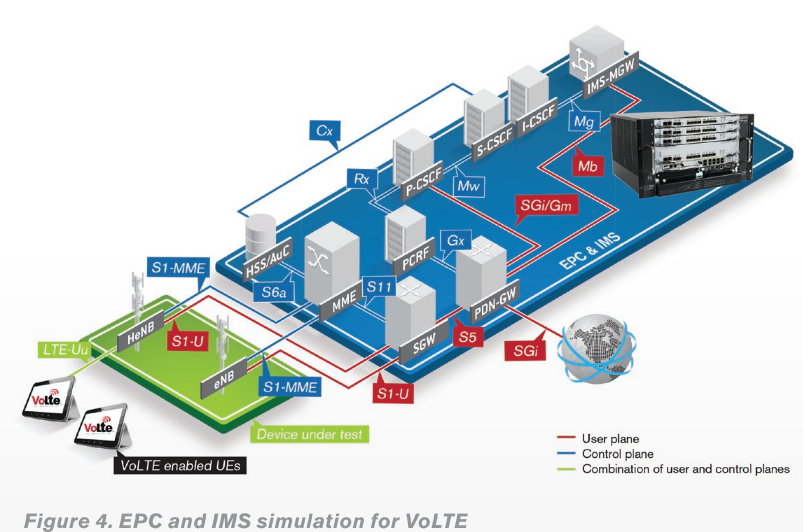 IMS-MGW
I-CSCF
S-CSCF
Mg
Cx
Mb
Rx
P-CSCF
Mw
SGi/Gm
EPC & IMS
HSS/AuC
PCRF
Gx
S1-MME
S6a
MME
S11
PDN-GW
HeNB
S1-U
SGW
S5
SGi
LTE-Uu
eNB
S1-MME
S1-U
VoLte
VoLte
Device under test
VoLTE enabled UEs
User plane
Control plane
Combination of user and control planes
Figure 4. EPC and IMS simulation for VoLTE